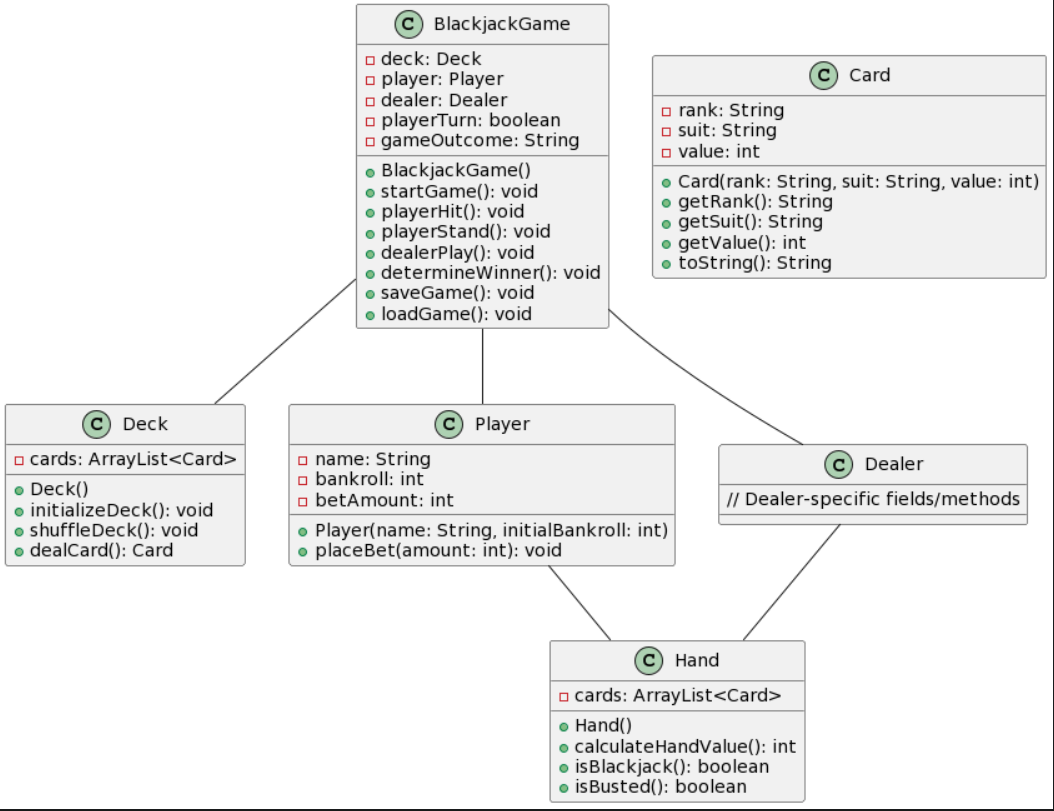 C BlackjackGame
deck: Deck
player: Player
dealer: Dealer
playerTurn: boolean
gameOutcome: String
BlackjackGame()
startGame(): void
playerHit(): void
playerStand(): void
dealerPlay(): void
determineWinner(): void
saveGame(): void
loadGame(): void
C Card
rank: String
suit: String
value: int
Card(rank: String, suit: String, value: int)
getRank(): String
getSuit(): String
getValue(): int
toString(): String
C Deck
cards: ArrayList<Card>
Deck()
initializeDeck(): void
shuffleDeck(): void
dealCard(): Card
C Player
name: String
bankroll: int
betAmount: int
Player(name: String, initialBankroll: int)
placeBet(amount: int): void
C Dealer
// Dealer-specific fields/methods
C Hand
cards: ArrayList<Card>
Hand()
calculateHandValue(): int
isBlackjack(): boolean
isBusted(): boolean